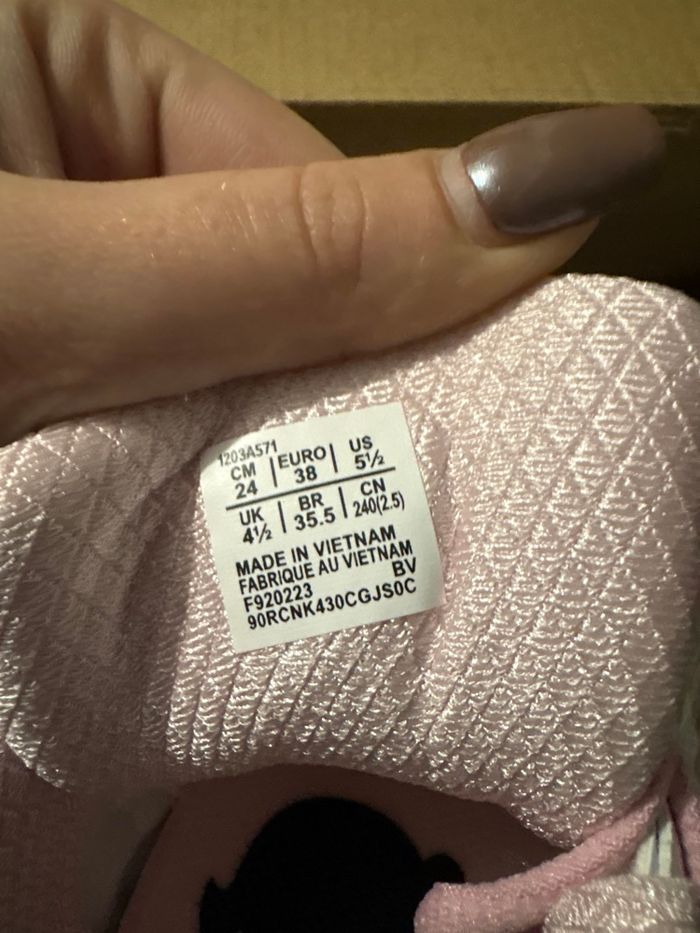 1203A571
CM EURO US
24 38 5½
UK BR CN
4½ 35.5 240(2.5)
MADE IN VIETNAM
FABRIQUE AU VIETNAM
F920223 BV
90RCNK430CGJS0C